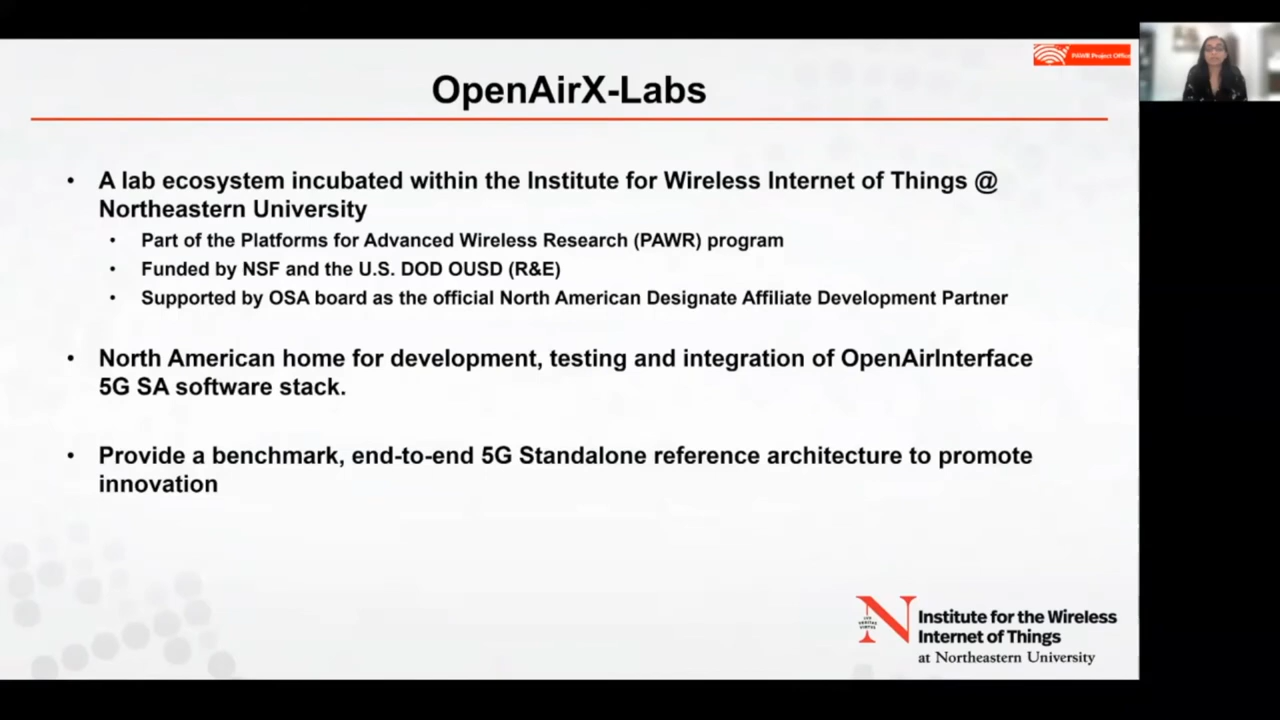 PAWR Project Office
OpenAirX-Labs
• A lab ecosystem incubated within the Institute for Wireless Internet of Things @
Northeastern University
• Part of the Platforms for Advanced Wireless Research (PAWR) program
• Funded by NSF and the U.S. DOD OUSD (R&E)
• Supported by OSA board as the official North American Designate Affiliate Development Partner
• North American home for development, testing and integration of OpenAirInterface
5G SA software stack.
• Provide a benchmark, end-to-end 5G Standalone reference architecture to promote
innovation
N
Institute for the Wireless
Internet of Things
at Northeastern University